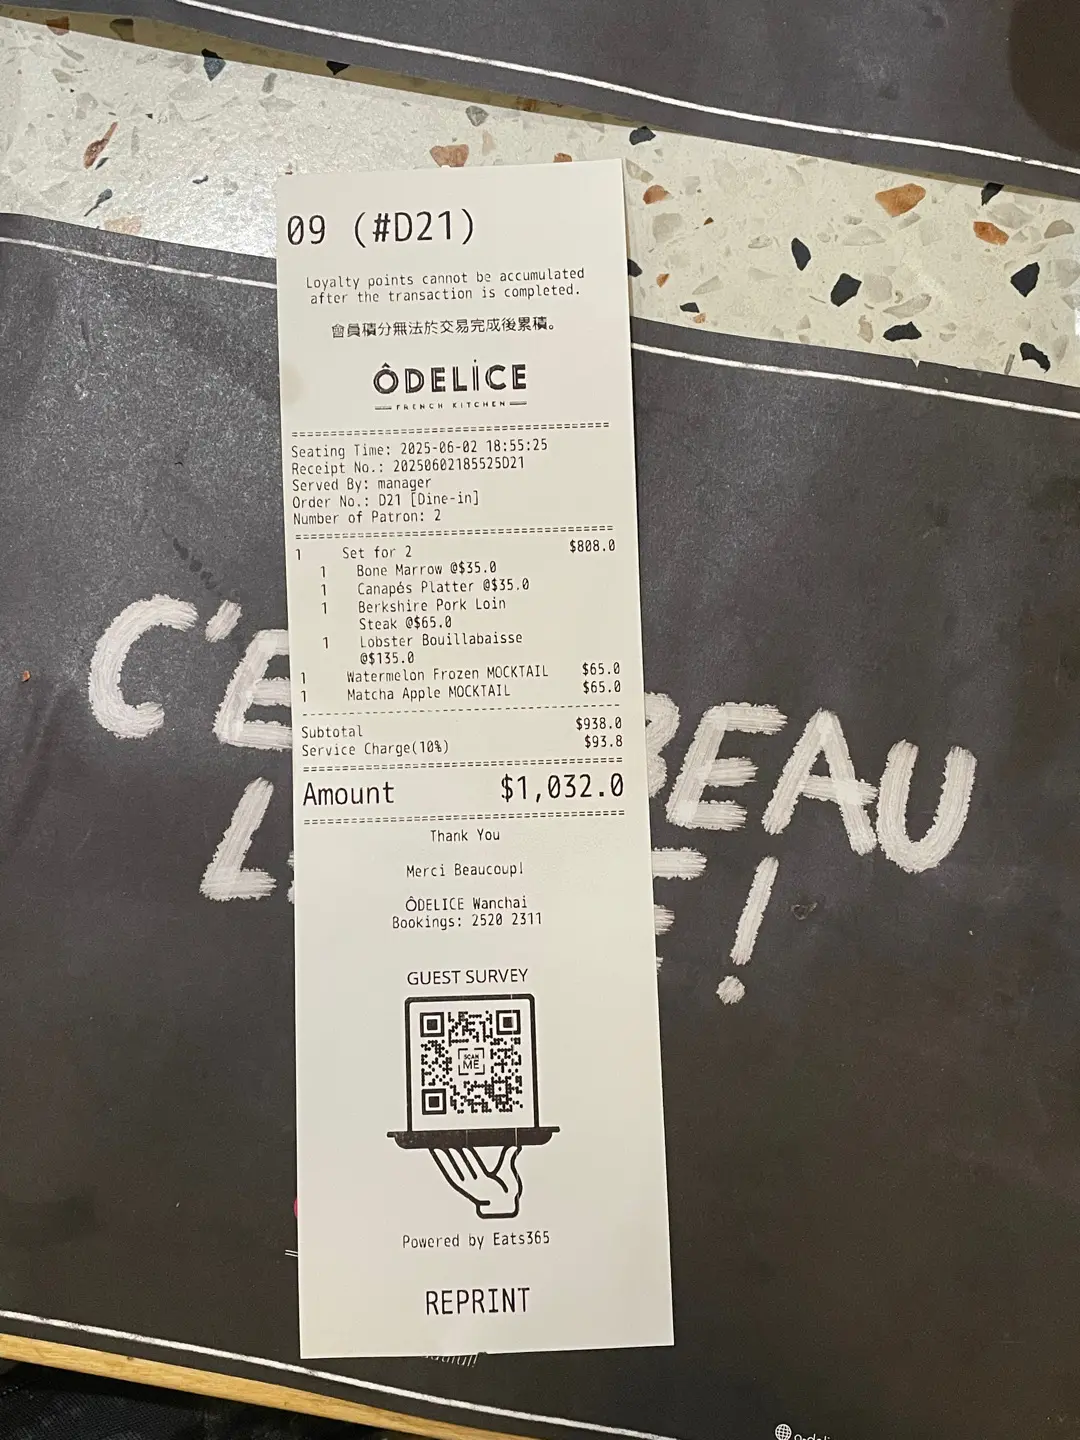 09 (#D21)
Loyalty points cannot be accumulated
after the transaction is completed.
會員積分無法於交易完成後累積。
ÔDELİCE
FRENCH KITCHEN
Seating Time: 2025-06-02 18:55:25
Receipt No.: 20250602185525D21
Served By: manager
Order No.: D21 [Dine-in]
Number of Patron: 2
1 Set for 2 $808.0
1 Bone Marrow @$35.0
1 Canapés Platter @$35.0
1 Berkshire Pork Loin
Steak @$65.0
1 Lobster Bouillabaisse
@$135.0
1 Watermelon Frozen MOCKTAIL $65.0
1 Matcha Apple MOCKTAIL $65.0
Subtotal $938.0
Service Charge(10%) $93.8
Amount $1,032.0
Thank You
Merci Beaucoup!
ÔDELICE Wanchai
Bookings: 2520 2311
GUEST SURVEY
SCAN
ME
Powered by Eats365
REPRINT
BEAU